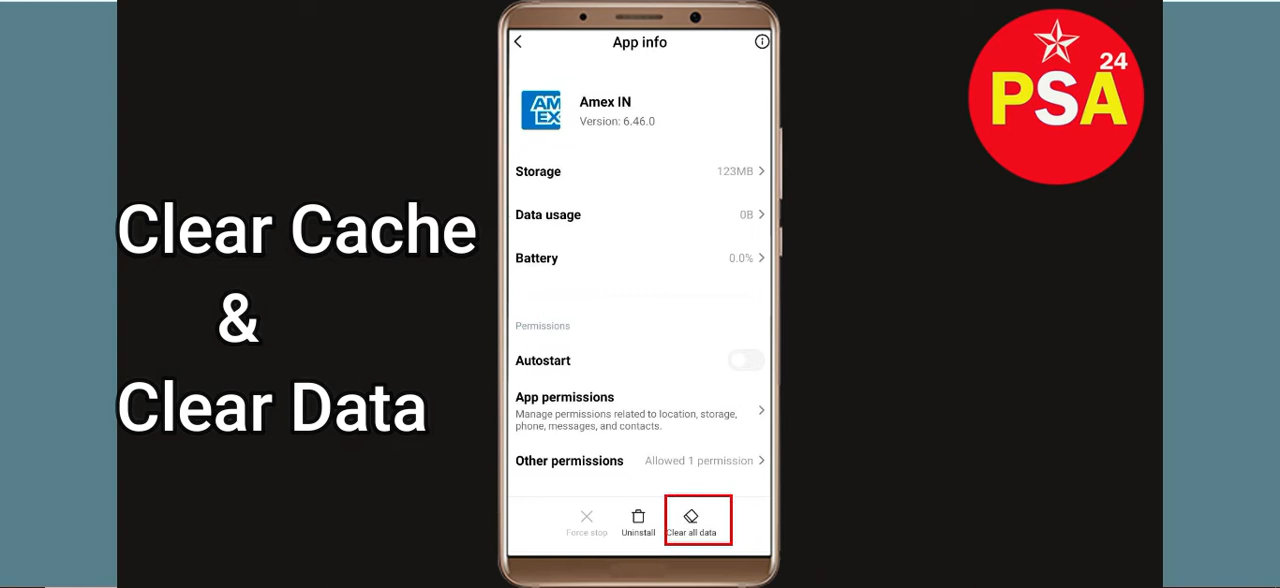 App info
AM
EX
Amex IN
Version: 6.46.0
Storage 123MB
Data usage 0B
Battery 0.0%
Permissions
Autostart
App permissions
Manage permissions related to location, storage,
phone, messages, and contacts.
Other permissions Allowed 1 permission
Force stop Uninstall Clear all data
Clear Cache
&
Clear Data
24
PSA